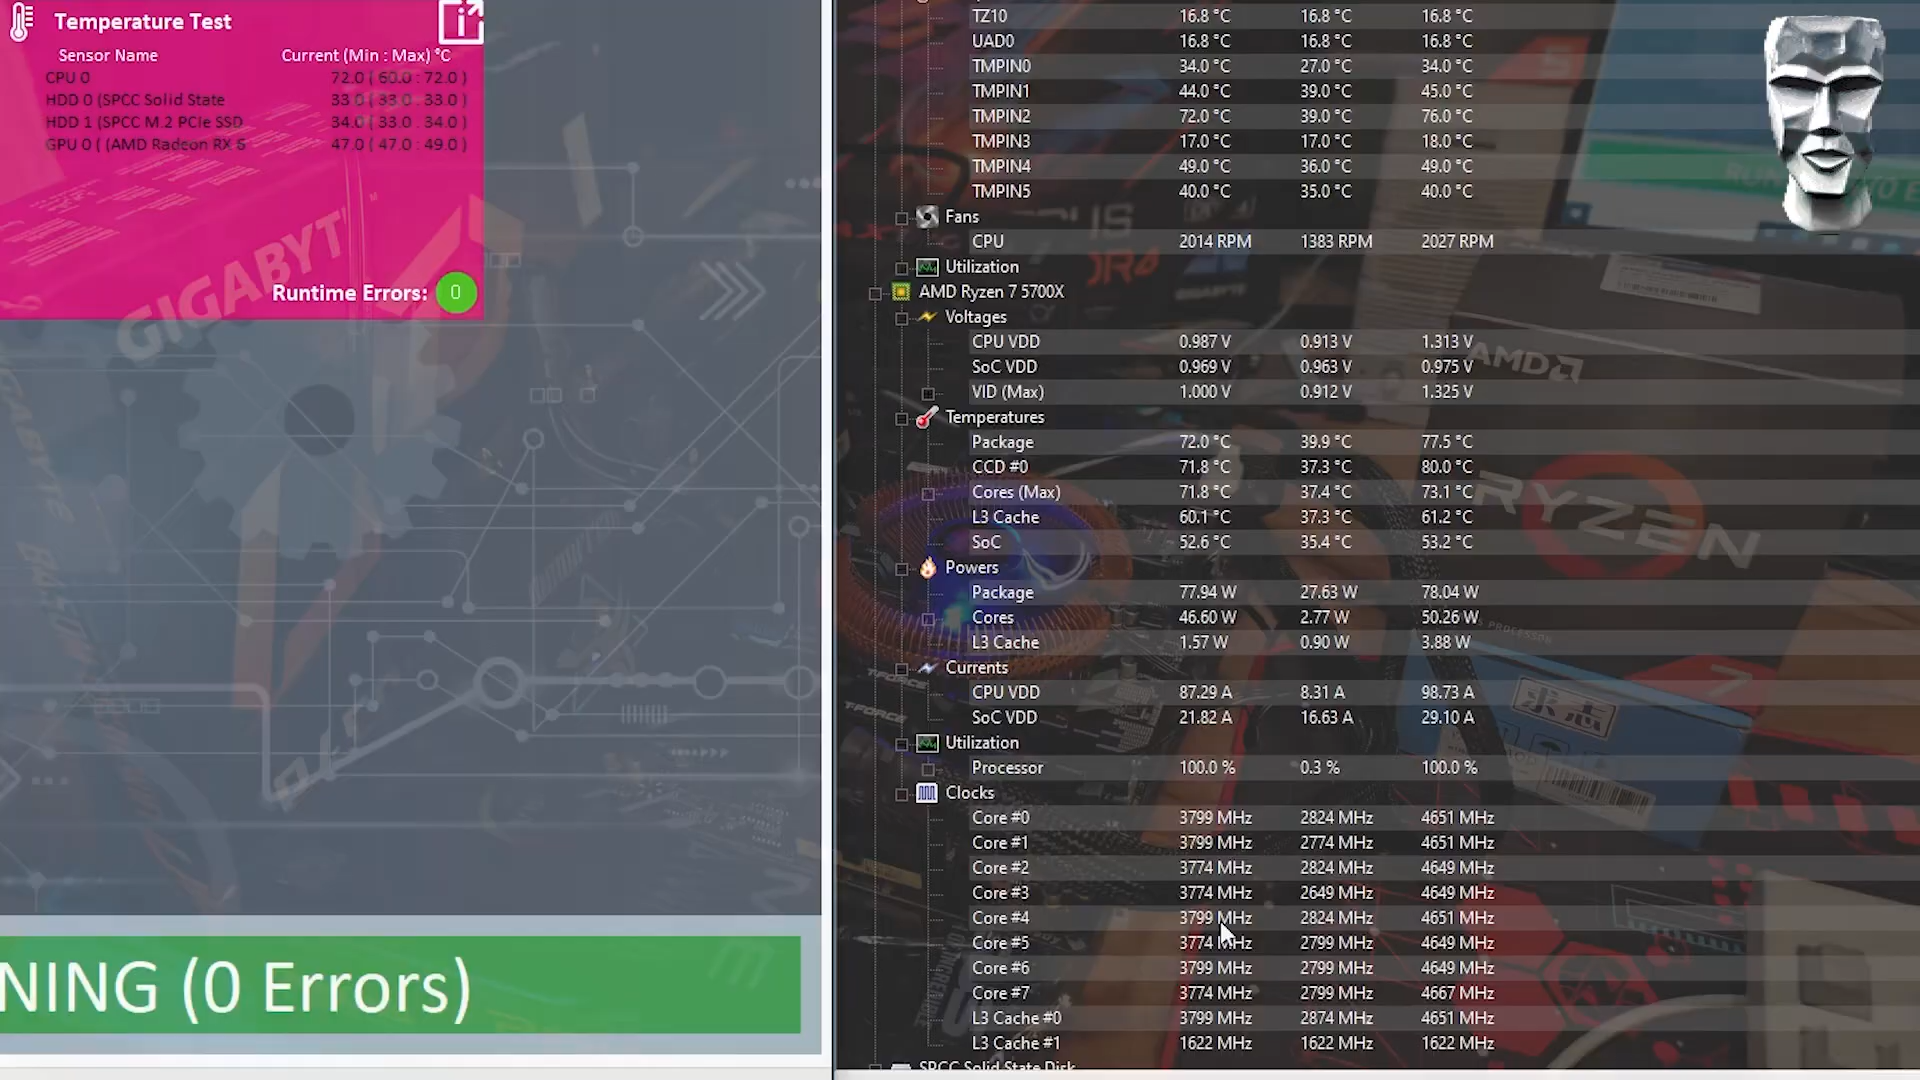 Temperature Test
Sensor Name Current (Min : Max) °C
CPU 0 72.0 ( 60.0 : 72.0 )
HDD 0 (SPCC Solid State 33.0 ( 33.0 : 33.0 )
HDD 1 (SPCC M.2 PCIe SSD 34.0 ( 33.0 : 34.0 )
GPU 0 ( (AMD Radeon RX 6 47.0 ( 47.0 : 49.0 )
GIGABYT
Runtime Errors: 0
NING (0 Errors)
TZ10 16.8 °C 16.8 °C 16.8 °C
UAD0 16.8 °C 16.8 °C 16.8 °C
TMPIN0 34.0 °C 27.0 °C 34.0 °C
TMPIN1 44.0 °C 39.0 °C 45.0 °C
TMPIN2 72.0 °C 39.0 °C 76.0 °C
TMPIN3 17.0 °C 17.0 °C 18.0 °C
TMPIN4 49.0 °C 36.0 °C 49.0 °C
TMPIN5 40.0 °C 35.0 °C 40.0 °C
Fans
CPU 2014 RPM 1383 RPM 2027 RPM
Utilization
AMD Ryzen 7 5700X
Voltages
CPU VDD 0.987 V 0.913 V 1.313 V
SoC VDD 0.969 V 0.963 V 0.975 V
VID (Max) 1.000 V 0.912 V 1.325 V
Temperatures
Package 72.0 °C 39.9 °C 77.5 °C
CCD #0 71.8 °C 37.3 °C 80.0 °C
Cores (Max) 71.8 °C 37.4 °C 73.1 °C
L3 Cache 60.1 °C 37.3 °C 61.2 °C
SoC 52.6 °C 35.4 °C 53.2 °C
Powers
Package 77.94 W 27.63 W 78.04 W
Cores 46.60 W 2.77 W 50.26 W
L3 Cache 1.57 W 0.90 W 3.88 W
Currents
CPU VDD 87.29 A 8.31 A 98.73 A
SoC VDD 21.82 A 16.63 A 29.10 A
Utilization
Processor 100.0 % 0.3 % 100.0 %
Clocks
Core #0 3799 MHz 2824 MHz 4651 MHz
Core #1 3799 MHz 2774 MHz 4651 MHz
Core #2 3774 MHz 2824 MHz 4649 MHz
Core #3 3774 MHz 2649 MHz 4649 MHz
Core #4 3799 MHz 2824 MHz 4651 MHz
Core #5 3774 MHz 2799 MHz 4649 MHz
Core #6 3799 MHz 2799 MHz 4649 MHz
Core #7 3774 MHz 2799 MHz 4667 MHz
L3 Cache #0 3799 MHz 2874 MHz 4651 MHz
L3 Cache #1 1622 MHz 1622 MHz 1622 MHz
SPCC Solid State Disk
AMD
RYZEN
7